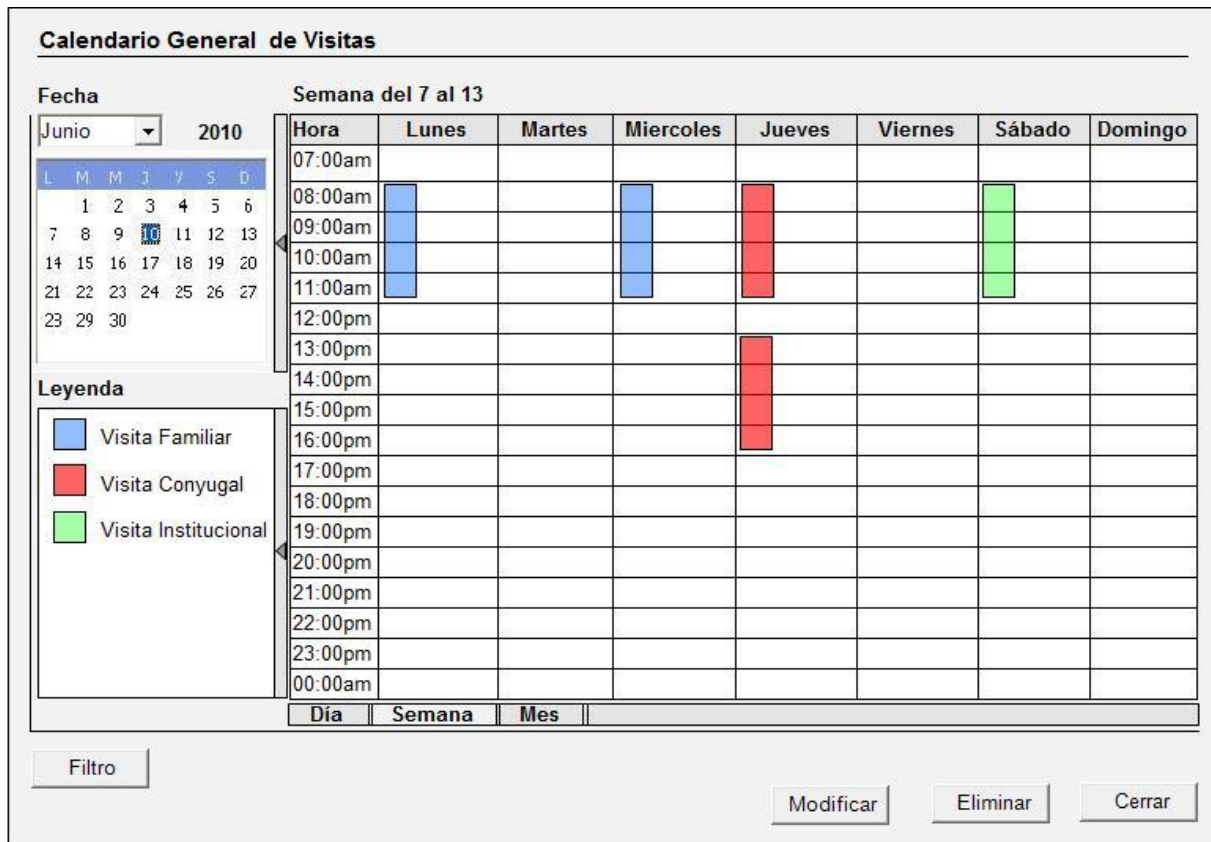 Calendario General de Visitas
Fecha
Junio 2010
L M M J V S D
1 2 3 4 5 6
7 8 9 10 11 12 13
14 15 16 17 18 19 20
21 22 23 24 25 26 27
28 29 30
Leyenda
Visita Familiar
Visita Conyugal
Visita Institucional
Semana del 7 al 13
Hora Lunes Martes Miercoles Jueves Viernes Sábado Domingo
07:00am
08:00am
09:00am
10:00am
11:00am
12:00pm
13:00pm
14:00pm
15:00pm
16:00pm
17:00pm
18:00pm
19:00pm
20:00pm
21:00pm
22:00pm
23:00pm
00:00am
Día Semana Mes
Filtro
Modificar Eliminar Cerrar